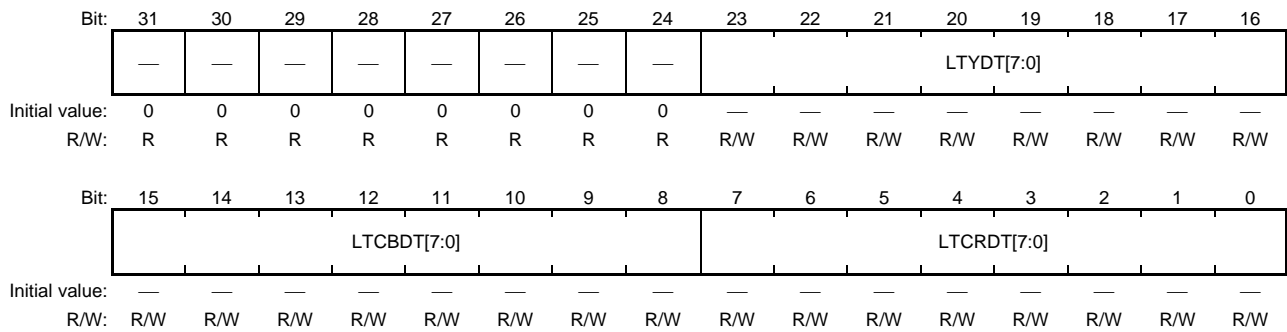 Bit: 31 30 29 28 27 26 25 24 23 22 21 20 19 18 17 16
— — — — — — — — LTYDT[7:0]
Initial value: 0 0 0 0 0 0 0 0 — — — — — — — —
R/W: R R R R R R R R R/W R/W R/W R/W R/W R/W R/W R/W
Bit: 15 14 13 12 11 10 9 8 7 6 5 4 3 2 1 0
LTCBDT[7:0] LTCRDT[7:0]
Initial value: — — — — — — — — — — — — — — — —
R/W: R/W R/W R/W R/W R/W R/W R/W R/W R/W R/W R/W R/W R/W R/W R/W R/W